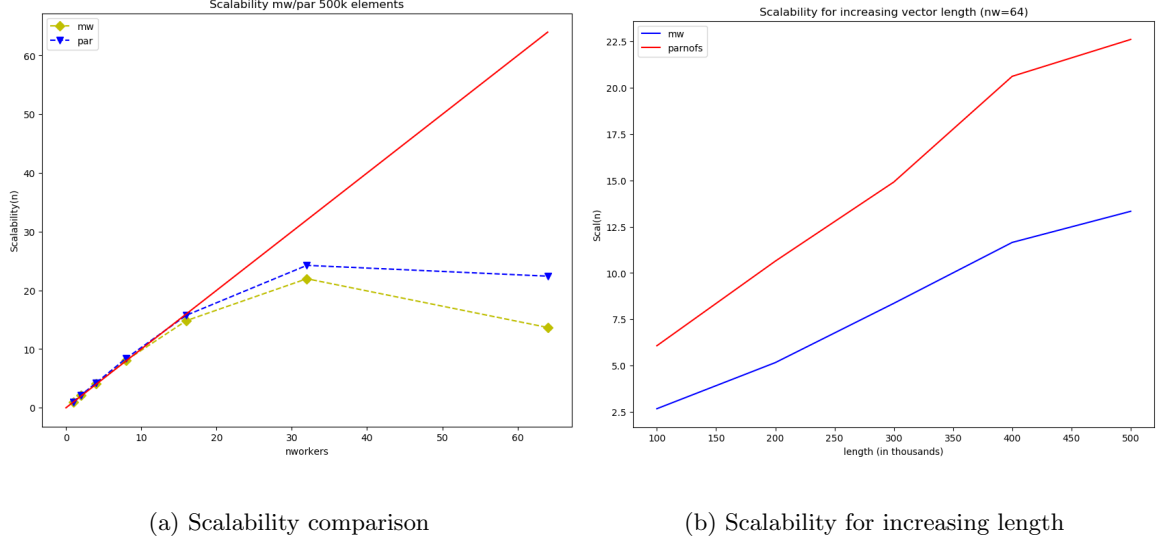 Scalability mw/par 500k elements
mw
par
60
50
40
30
20
10
0
Scalability(n)
0 10 20 30 40 50 60
nworkers
(a) Scalability comparison
Scalability for increasing vector length (nw=64)
mw
parnofs
22.5
20.0
17.5
15.0
12.5
10.0
7.5
5.0
2.5
Scal(n)
100 150 200 250 300 350 400 450 500
length (in thousands)
(b) Scalability for increasing length